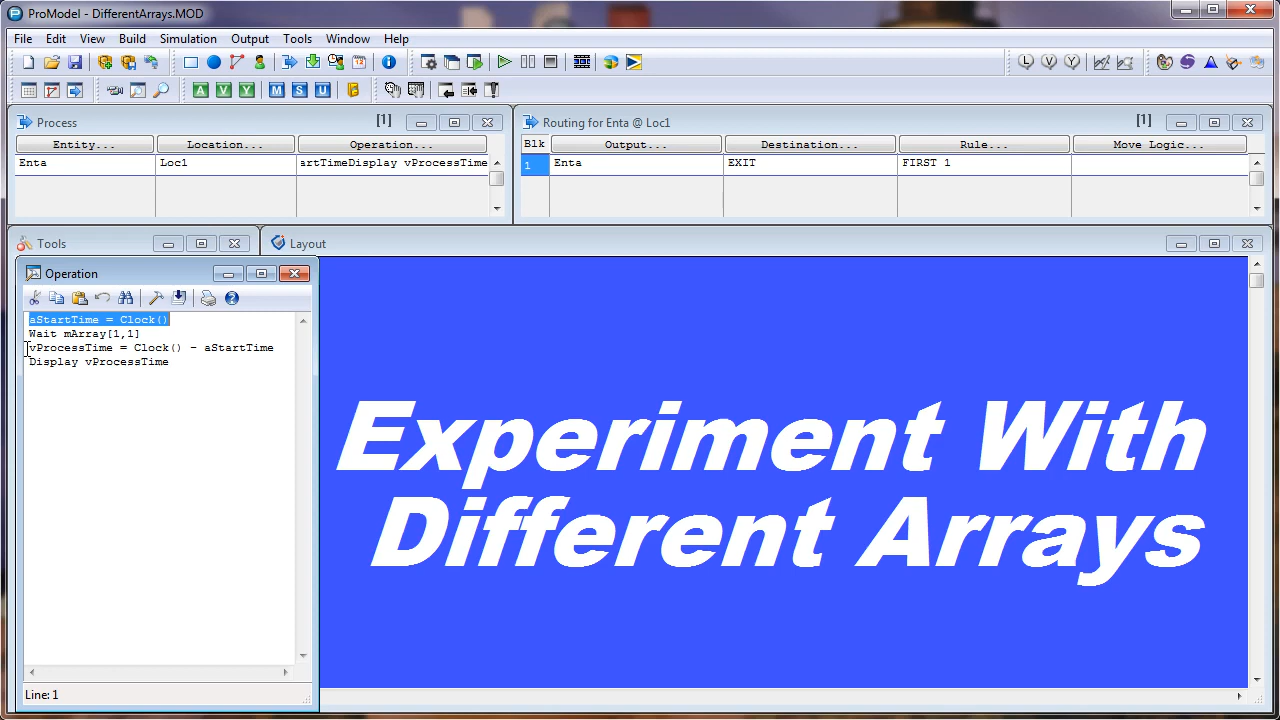 ProModel - DifferentArrays.MOD
File Edit View Build Simulation Output Tools Window Help
Process [1]
Entity... Location... Operation...
Enta Loc1 artTimeDisplay vProcessTime
Routing for Enta @ Loc1 [1]
Blk Output... Destination... Rule... Move Logic...
1 Enta EXIT FIRST 1
Tools
Layout
Operation
aStartTime = Clock()
Wait mArray[1,1]
vProcessTime = Clock() - aStartTime
Display vProcessTime
Line: 1
Experiment With
Different Arrays